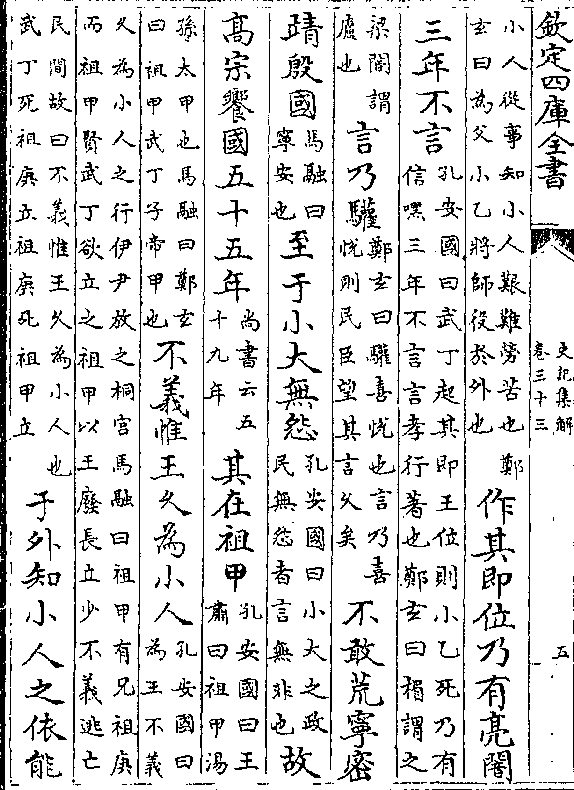 欽定四庫全書
史記集解
卷三十三
五
小人從事知小人艱難勞苦也鄭玄曰為父小乙將師役於外也作其即位乃有亮闇
三年不言孔安國曰武丁起其即王位則小乙死乃有信嘿三年不言言孝行著也鄭玄曰楣謂之
梁闇謂廬也言乃驩鄭玄曰驩喜悅也言乃喜悅則民臣望其言久矣不敢荒寧密
靖殷國馬融曰寧安也至于小大無怨孔安國曰小大之政民無怨者言無非也故
高宗饗國五十五年尚書云五十九年其在祖甲孔安國曰王肅曰祖甲湯
孫太甲也馬融曰鄭玄曰祖甲武丁子帝甲也不義惟王久為小人孔安國曰為王不義
久為小人之行伊尹放之桐宮馬融曰祖甲有兄祖庚而祖甲賢武丁欲立之祖甲以王廢長立少不義逃亡
民間故曰不義惟王久為小人也武丁死祖庚立祖庚死祖甲立于外知小人之依能